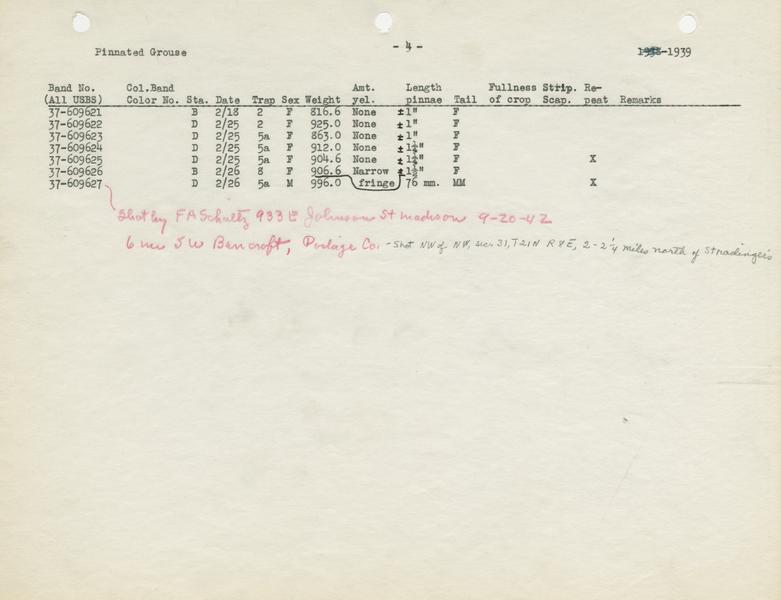 Pinnated Grouse - 4 - 1938-1939
Band No. Col.Band Amt. Length Fullness Strip. Re-
(All USBS) Color No. Sta. Date Trap Sex Weight yel. pinnae Tail of crop Scap. peat Remarks
37-609621 B 2/18 2 F 816.6 None ±1" F
37-609622 D 2/25 2 F 925.0 None ±1" F
37-609623 D 2/25 5a F 863.0 None ±1" F
37-609624 D 2/25 5a F 912.0 None ±1¼" F
37-609625 D 2/25 5a F 904.6 None ±1¼" F X
37-609626 B 2/26 8 F 906.6 Narrow ±1½" F
37-609627 D 2/26 5a M 996.0 fringe 76 mm. MM X
Shot by F A Schultz 933 E Johnson St Madison 9-20-42
6 mi S W Bancroft, Portage Co. - Shot NW of NW, sec. 31, T 21 N R 8 E, 2 - 2¼ miles north of